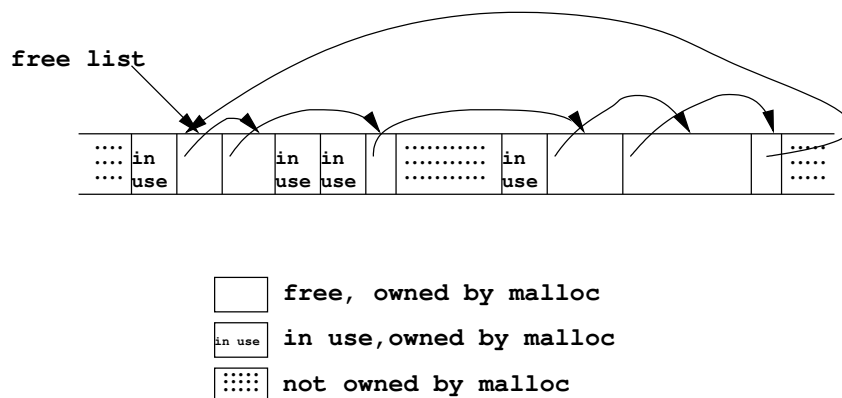 free list
in use
in use
in use
in use
free, owned by malloc
in use
in use,owned by malloc
not owned by malloc